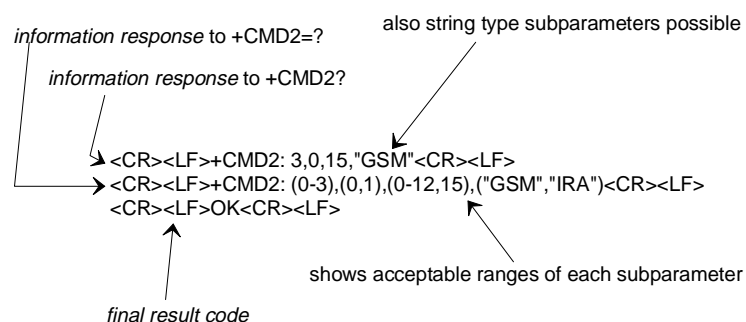 also string type subparameters possible
information response to +CMD2=?
information response to +CMD2?
<CR><LF>+CMD2: 3,0,15,"GSM"<CR><LF>
<CR><LF>+CMD2: (0-3),(0,1),(0-12,15),("GSM","IRA")<CR><LF>
<CR><LF>OK<CR><LF>
shows acceptable ranges of each subparameter
final result code